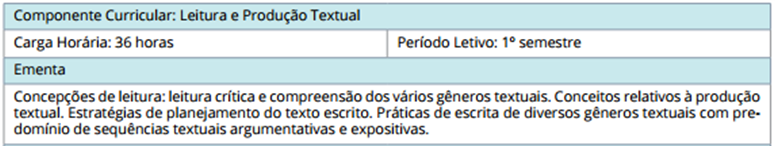 Componente Curricular: Leitura e Produção Textual
Carga Horária: 36 horas
Período Letivo: 1º semestre
Ementa
Concepções de leitura: leitura crítica e compreensão dos vários gêneros textuais. Conceitos relativos à produção
textual. Estratégias de planejamento do texto escrito. Práticas de escrita de diversos gêneros textuais com pre-
domínio de sequências textuais argumentativas e expositivas.